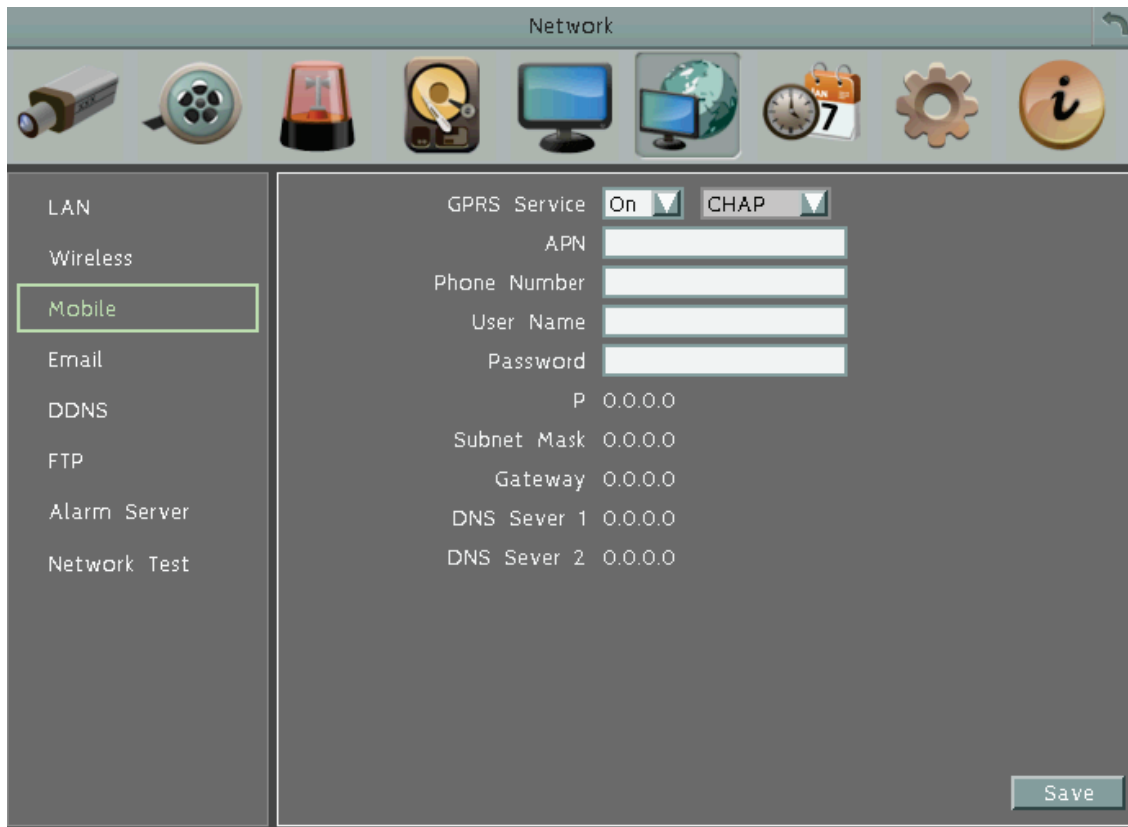 Network
JAN
7
i
LAN
Wireless
Mobile
Email
DDNS
FTP
Alarm Server
Network Test
GPRS Service On CHAP
APN
Phone Number
User Name
Password
P 0.0.0.0
Subnet Mask 0.0.0.0
Gateway 0.0.0.0
DNS Sever 1 0.0.0.0
DNS Sever 2 0.0.0.0
Save